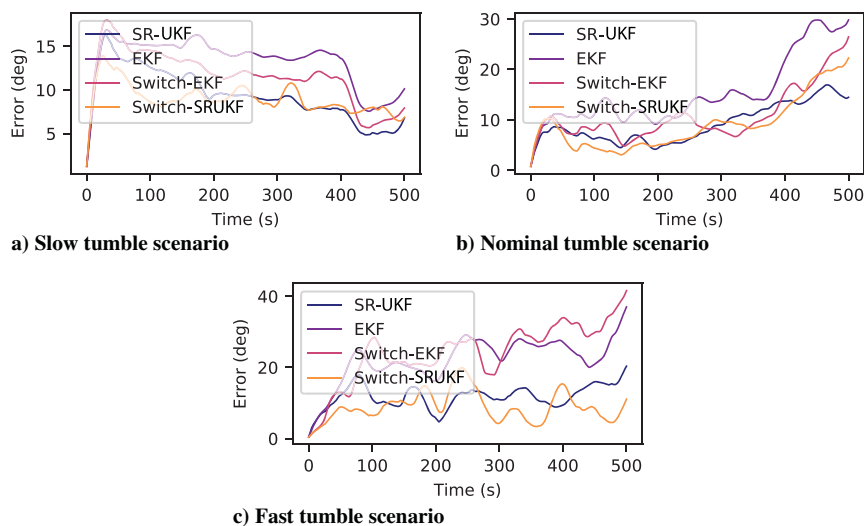 15
10
5
Error (deg)
SR-UKF
EKF
Switch-EKF
Switch-SRUKF
0 100 200 300 400 500
Time (s)
a) Slow tumble scenario
30
20
10
0
Error (deg)
SR-UKF
EKF
Switch-EKF
Switch-SRUKF
0 100 200 300 400 500
Time (s)
b) Nominal tumble scenario
40
20
0
Error (deg)
SR-UKF
EKF
Switch-EKF
Switch-SRUKF
0 100 200 300 400 500
Time (s)
c) Fast tumble scenario